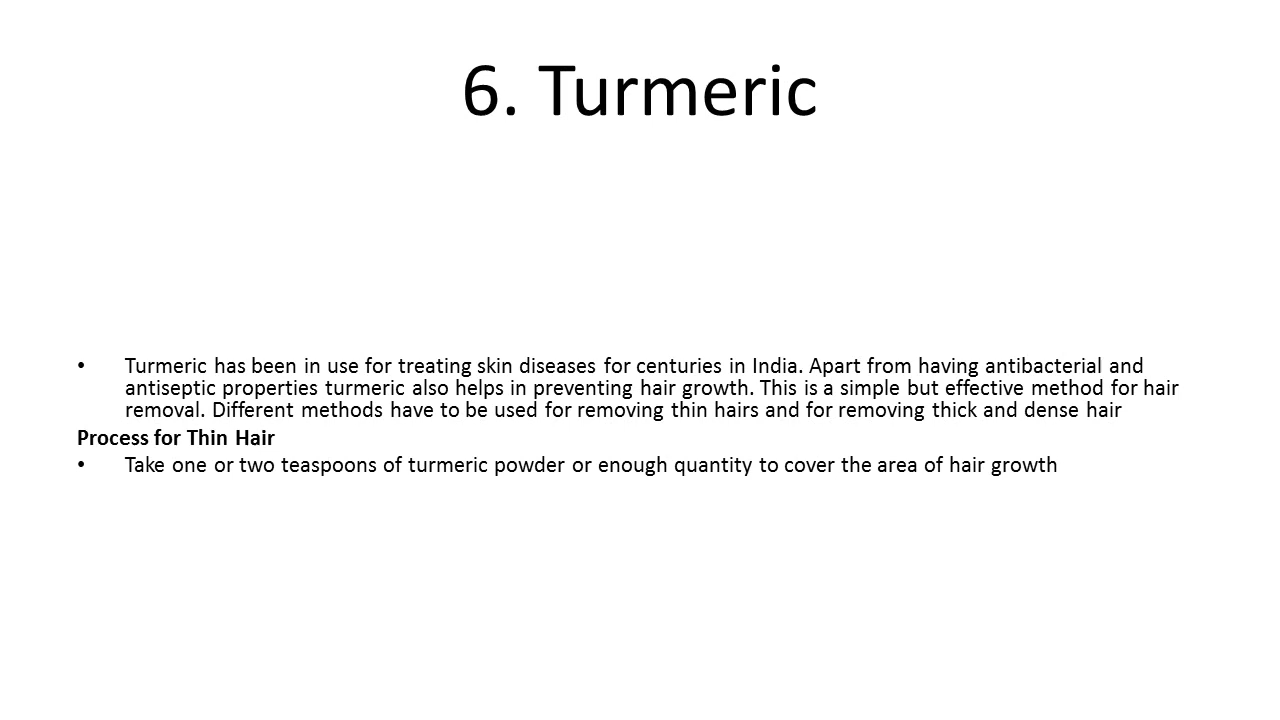 6. Turmeric
• Turmeric has been in use for treating skin diseases for centuries in India. Apart from having antibacterial and
antiseptic properties turmeric also helps in preventing hair growth. This is a simple but effective method for hair
removal. Different methods have to be used for removing thin hairs and for removing thick and dense hair
Process for Thin Hair
• Take one or two teaspoons of turmeric powder or enough quantity to cover the area of hair growth